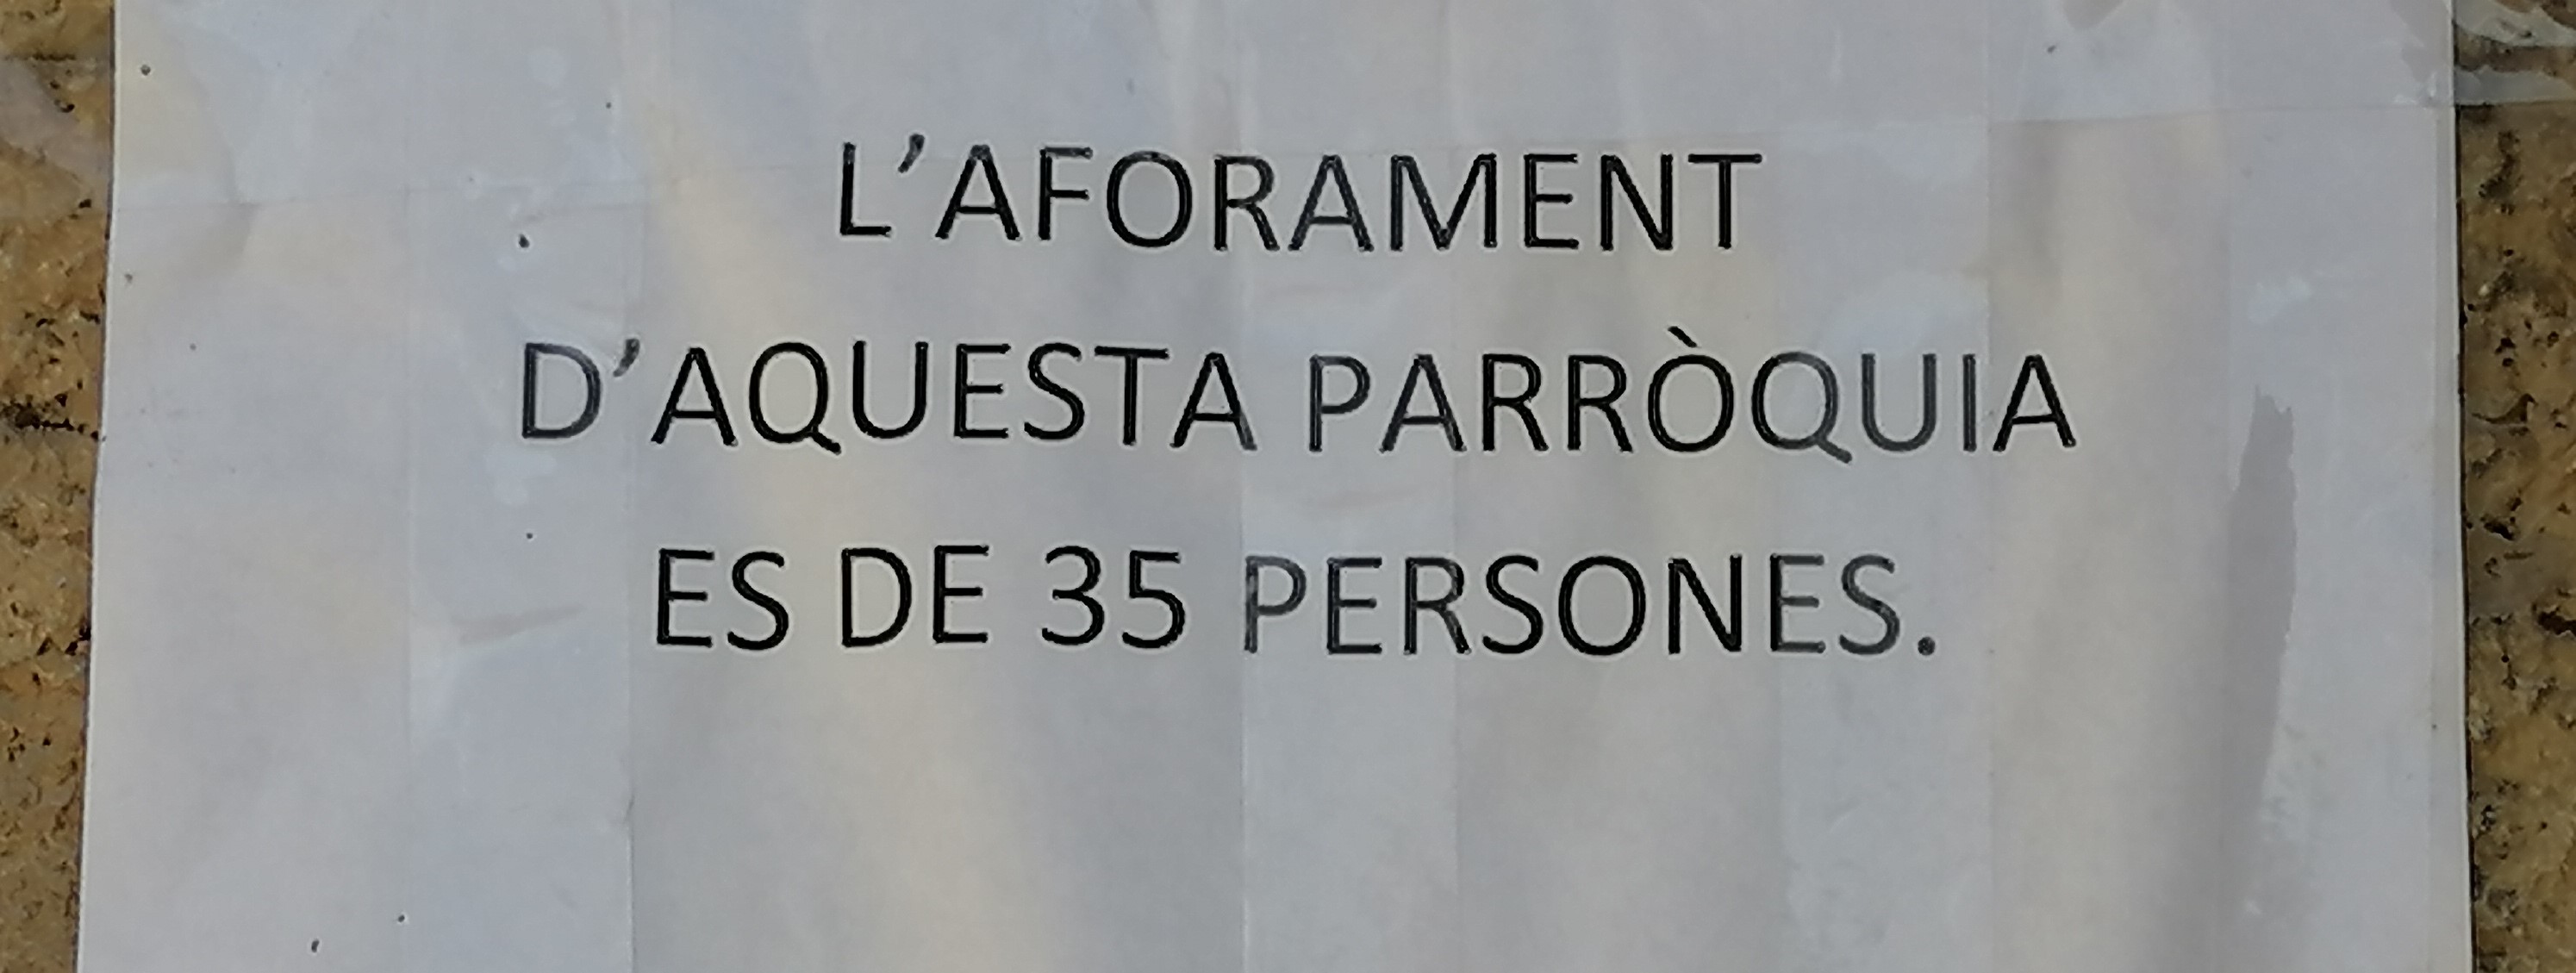 L’AFORAMENT
D’AQUESTA PARRÒQUIA
ES DE 35 PERSONES.